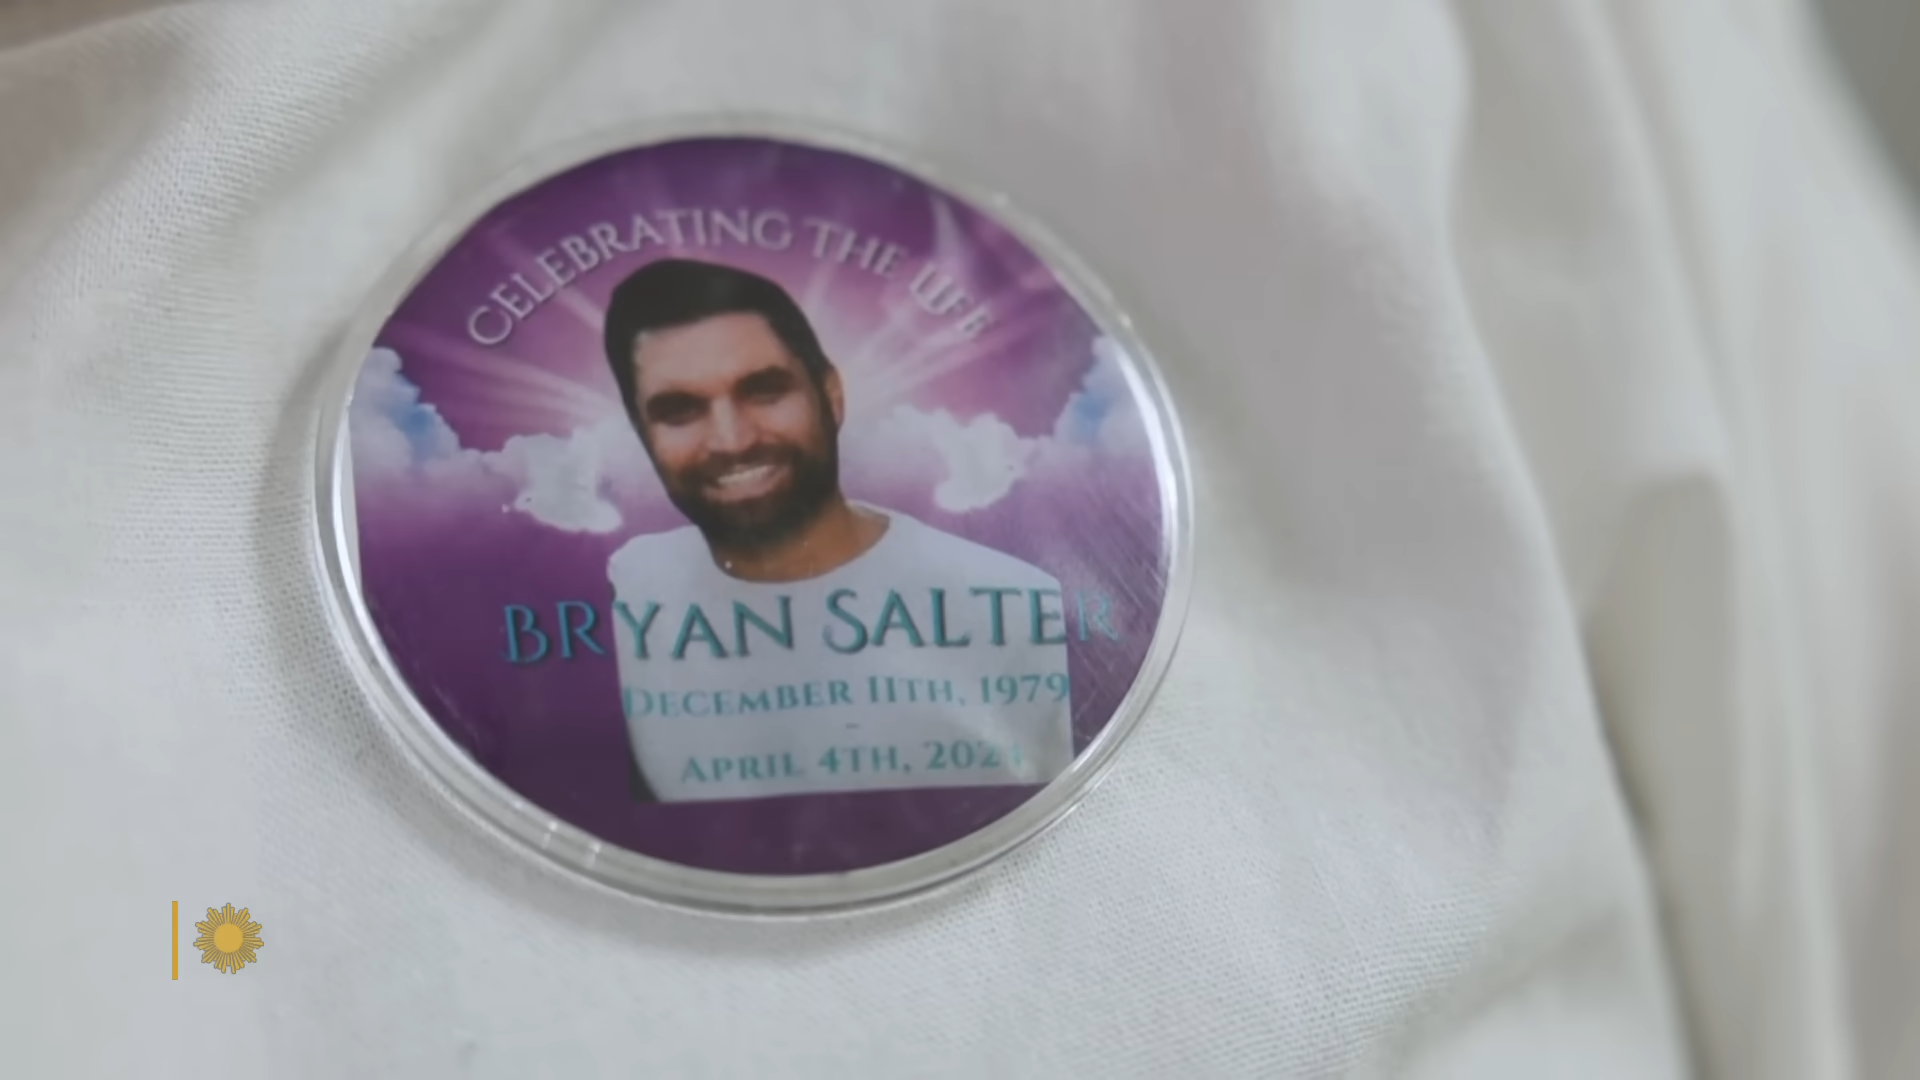 CELEBRATING THE LIFE
BRYAN SALTER
DECEMBER 11TH, 1979
-
APRIL 4TH,